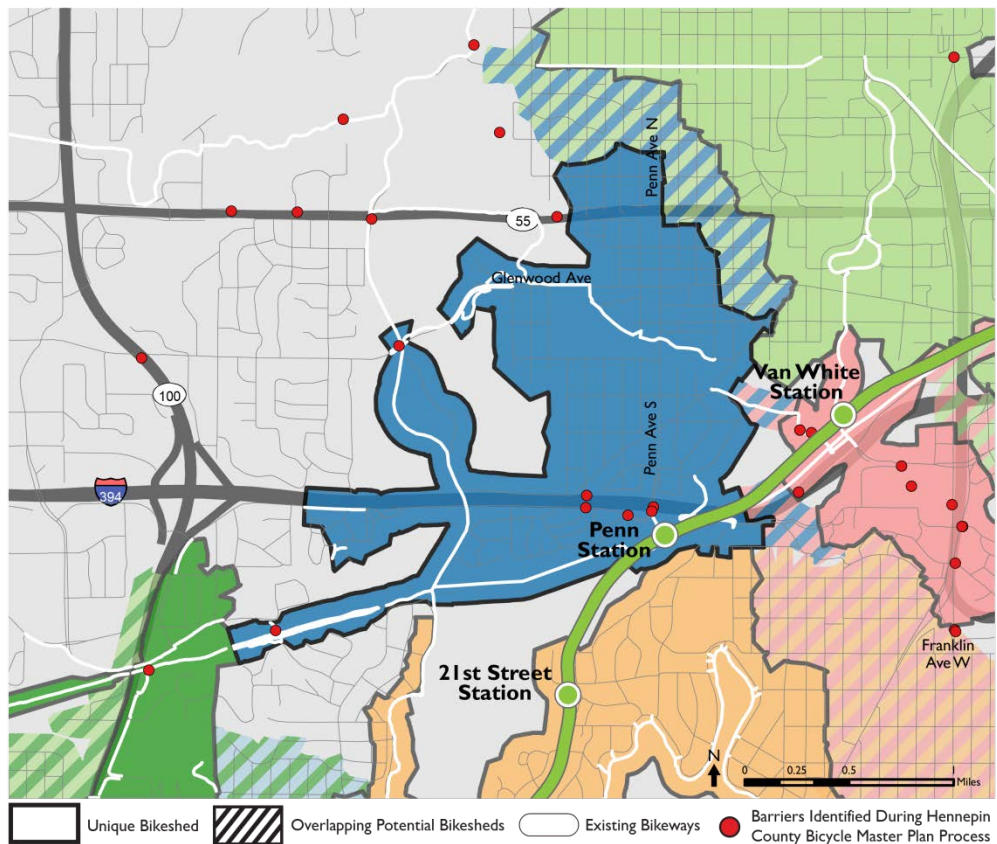 Penn Ave N
55
Glenwood Ave
Van White
Station
100
Penn Ave S
394
Penn
Station
Franklin
Ave W
21st Street
Station
N
0 0.25 0.5 1
Miles
Unique Bikeshed
Overlapping Potential Bikesheds
Existing Bikeways
Barriers Identified During Hennepin
County Bicycle Master Plan Process